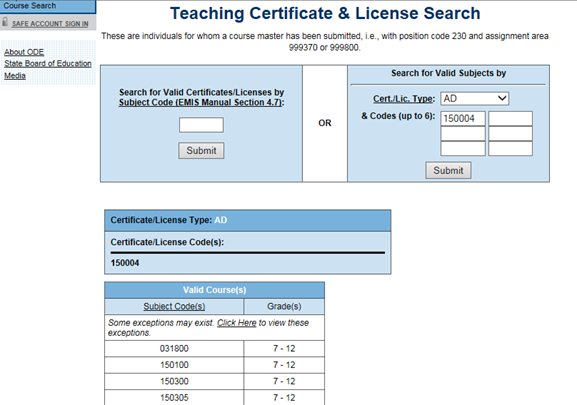 Course Search
SAFE ACCOUNT SIGN IN
About ODE
State Board of Education
Media
Teaching Certificate & License Search
These are individuals for whom a course master has been submitted, i.e., with position code 230 and assignment area
999370 or 999800.
Search for Valid Certificates/Licenses by
Subject Code (EMIS Manual Section 4.7):
Submit
OR
Search for Valid Subjects by
Cert./Lic. Type: AD
& Codes (up to 6): 150004
Submit
Certificate/License Type: AD
Certificate/License Code(s):
150004
Valid Course(s)
Subject Code(s) Grade(s)
Some exceptions may exist. Click Here to view these
exceptions.
031800 7 - 12
150100 7 - 12
150300 7 - 12
150305 7 - 12